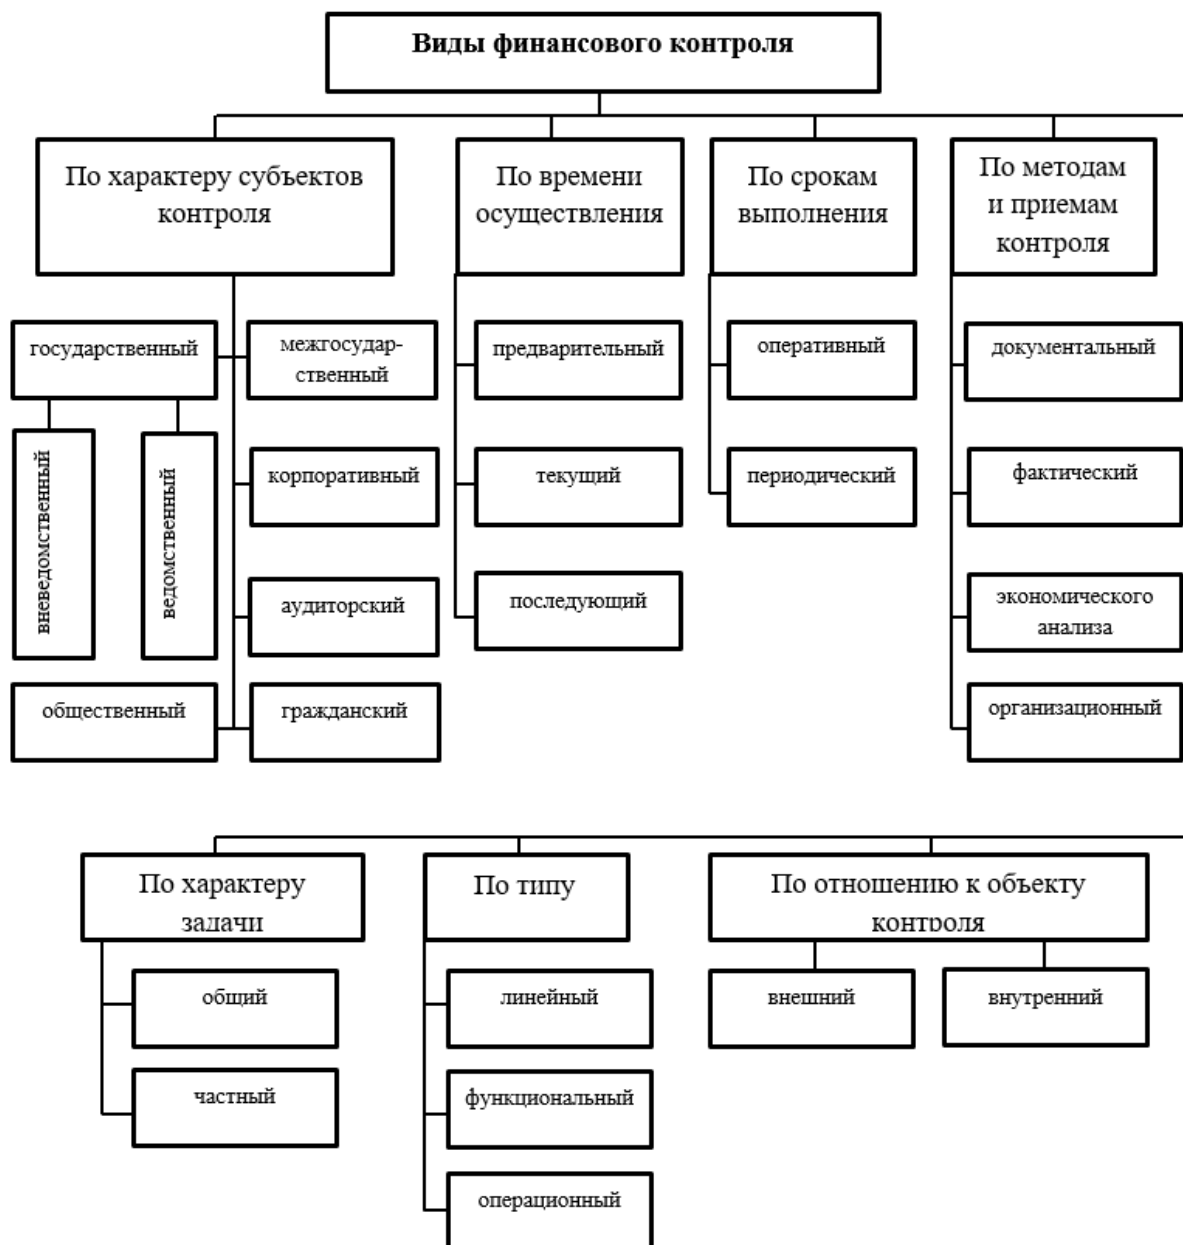 Виды финансового контроля
По характеру субъектов
контроля
По времени
осуществления
По срокам
выполнения
По методам
и приемам
контроля
государственный
межгосудар-
ственный
предварительный
оперативный
документальный
вневедомственный
ведомственный
корпоративный
текущий
периодический
фактический
аудиторский
последующий
экономического
анализа
общественный
гражданский
организационный
По характеру
задачи
По типу
По отношению к объекту
контроля
общий
линейный
внешний
внутренний
частный
функциональный
операционный